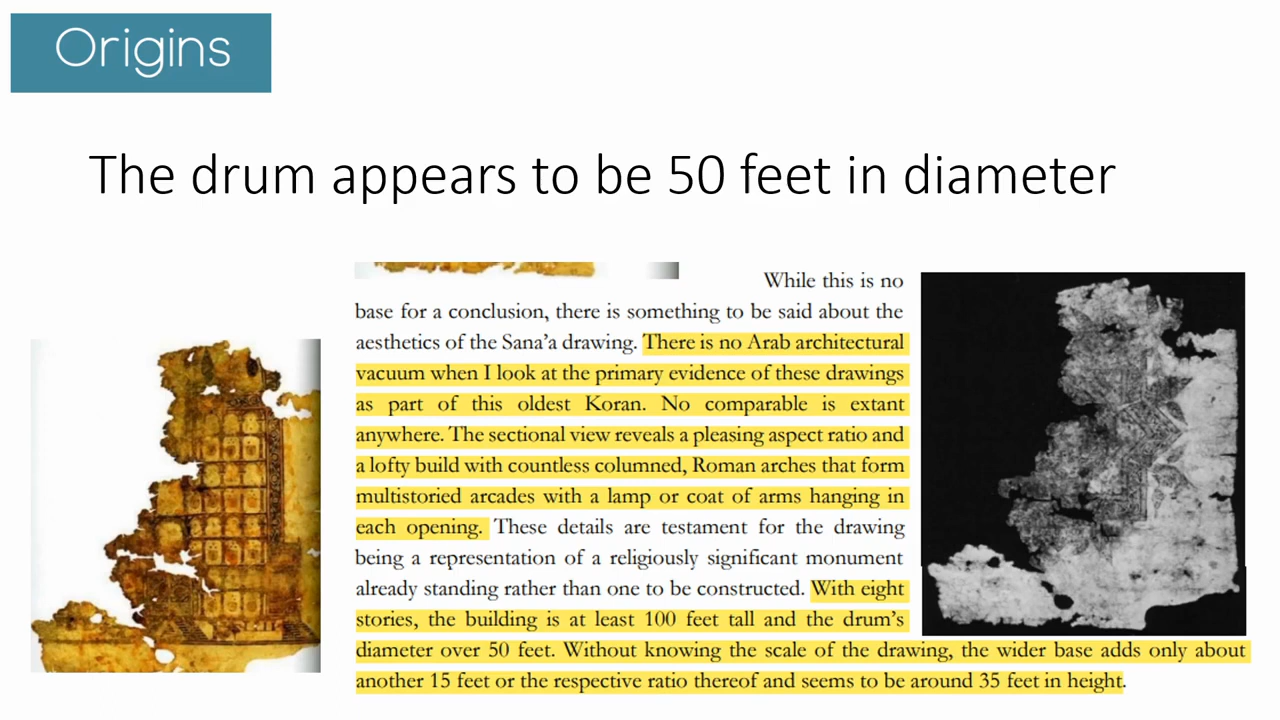 Origins
The drum appears to be 50 feet in diameter
While this is no
base for a conclusion, there is something to be said about the
aesthetics of the Sana’a drawing. There is no Arab architectural
vacuum when I look at the primary evidence of these drawings
as part of this oldest Koran. No comparable is extant
anywhere. The sectional view reveals a pleasing aspect ratio and
a lofty build with countless columned, Roman arches that form
multistoried arcades with a lamp or coat of arms hanging in
each opening. These details are testament for the drawing
being a representation of a religiously significant monument
already standing rather than one to be constructed. With eight
stories, the building is at least 100 feet tall and the drum’s
diameter over 50 feet. Without knowing the scale of the drawing, the wider base adds only about
another 15 feet or the respective ratio thereof and seems to be around 35 feet in height.